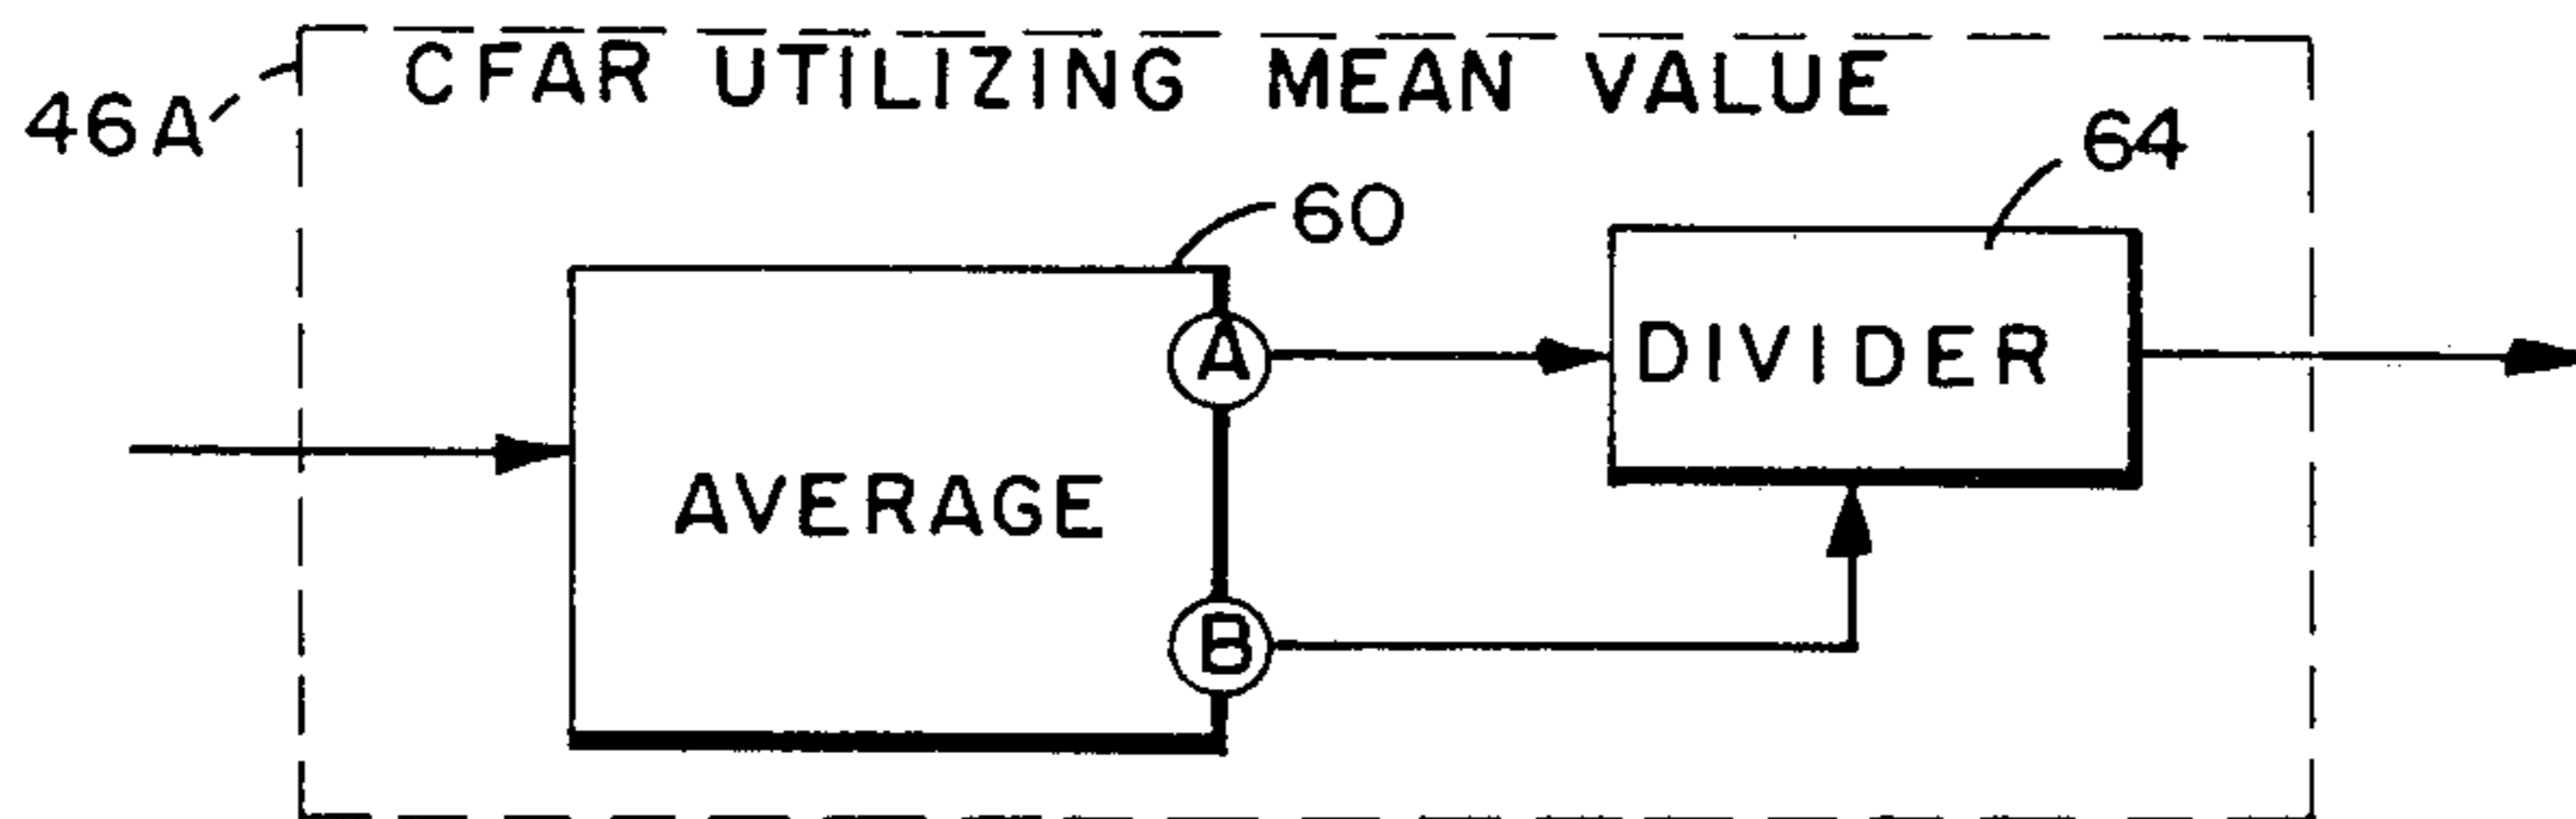 CFAR UTILIZING MEAN VALUE
46A
64
60
A
DIVIDER
AVERAGE
B